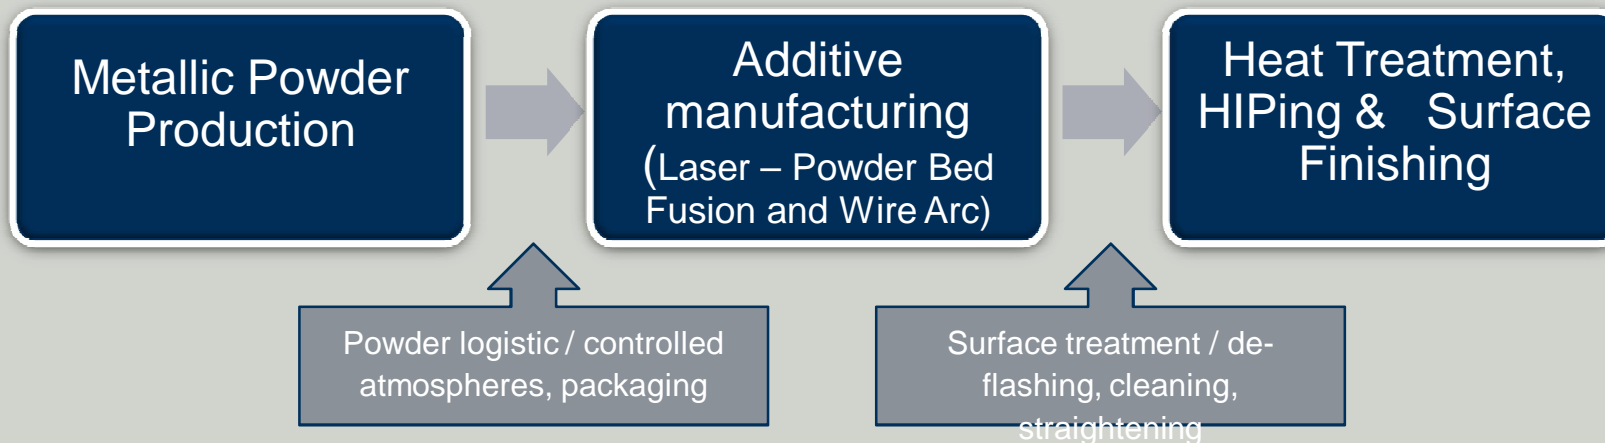 Metallic Powder
Production
Additive
manufacturing
(Laser – Powder Bed
Fusion and Wire Arc)
Heat Treatment,
HIPing & Surface
Finishing
Powder logistic / controlled
atmospheres, packaging
Surface treatment / de-
flashing, cleaning,
straightening